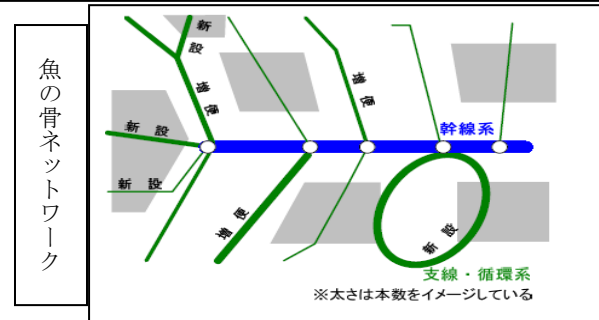 魚の骨ネットワーク
新設
増便
増便
幹線系
新設
新設
増便
新設
支線・循環系
※太さは本数をイメージしている